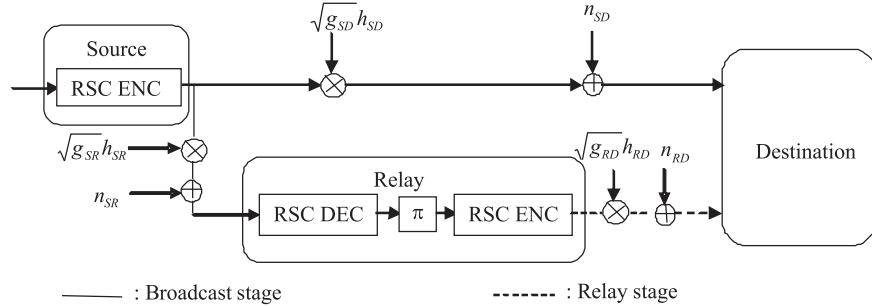 √g_SD h_SD
n_SD
Source
RSC ENC
Destination
√g_SR h_SR
n_SR
Relay
√g_RD h_RD
n_RD
RSC DEC
π
RSC ENC
: Broadcast stage
: Relay stage